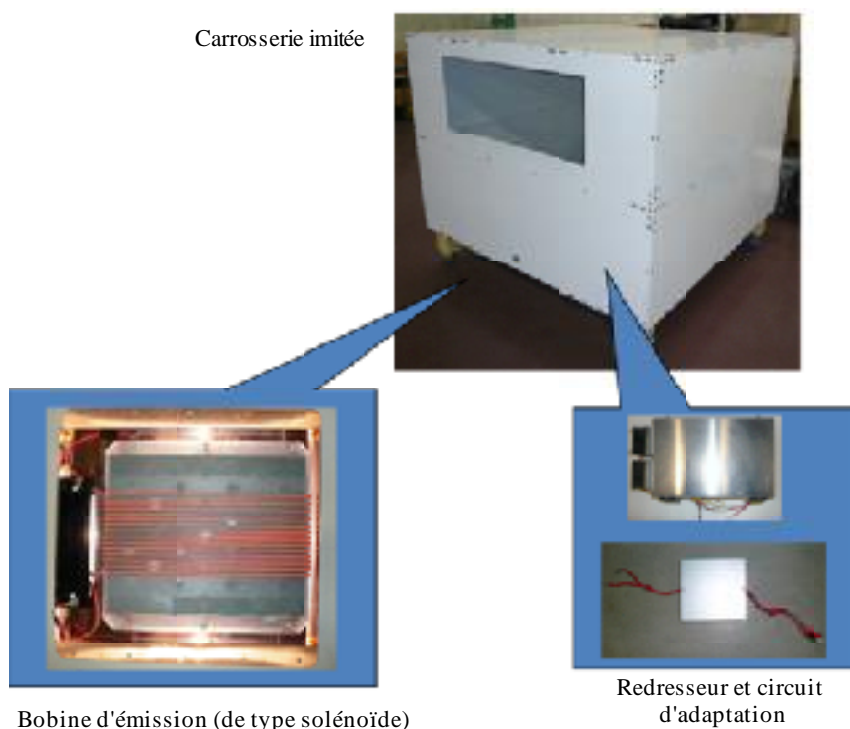 Carrosserie imitée
Bobine d'émission (de type solénoïde)
Redresseur et circuit
d'adaptation